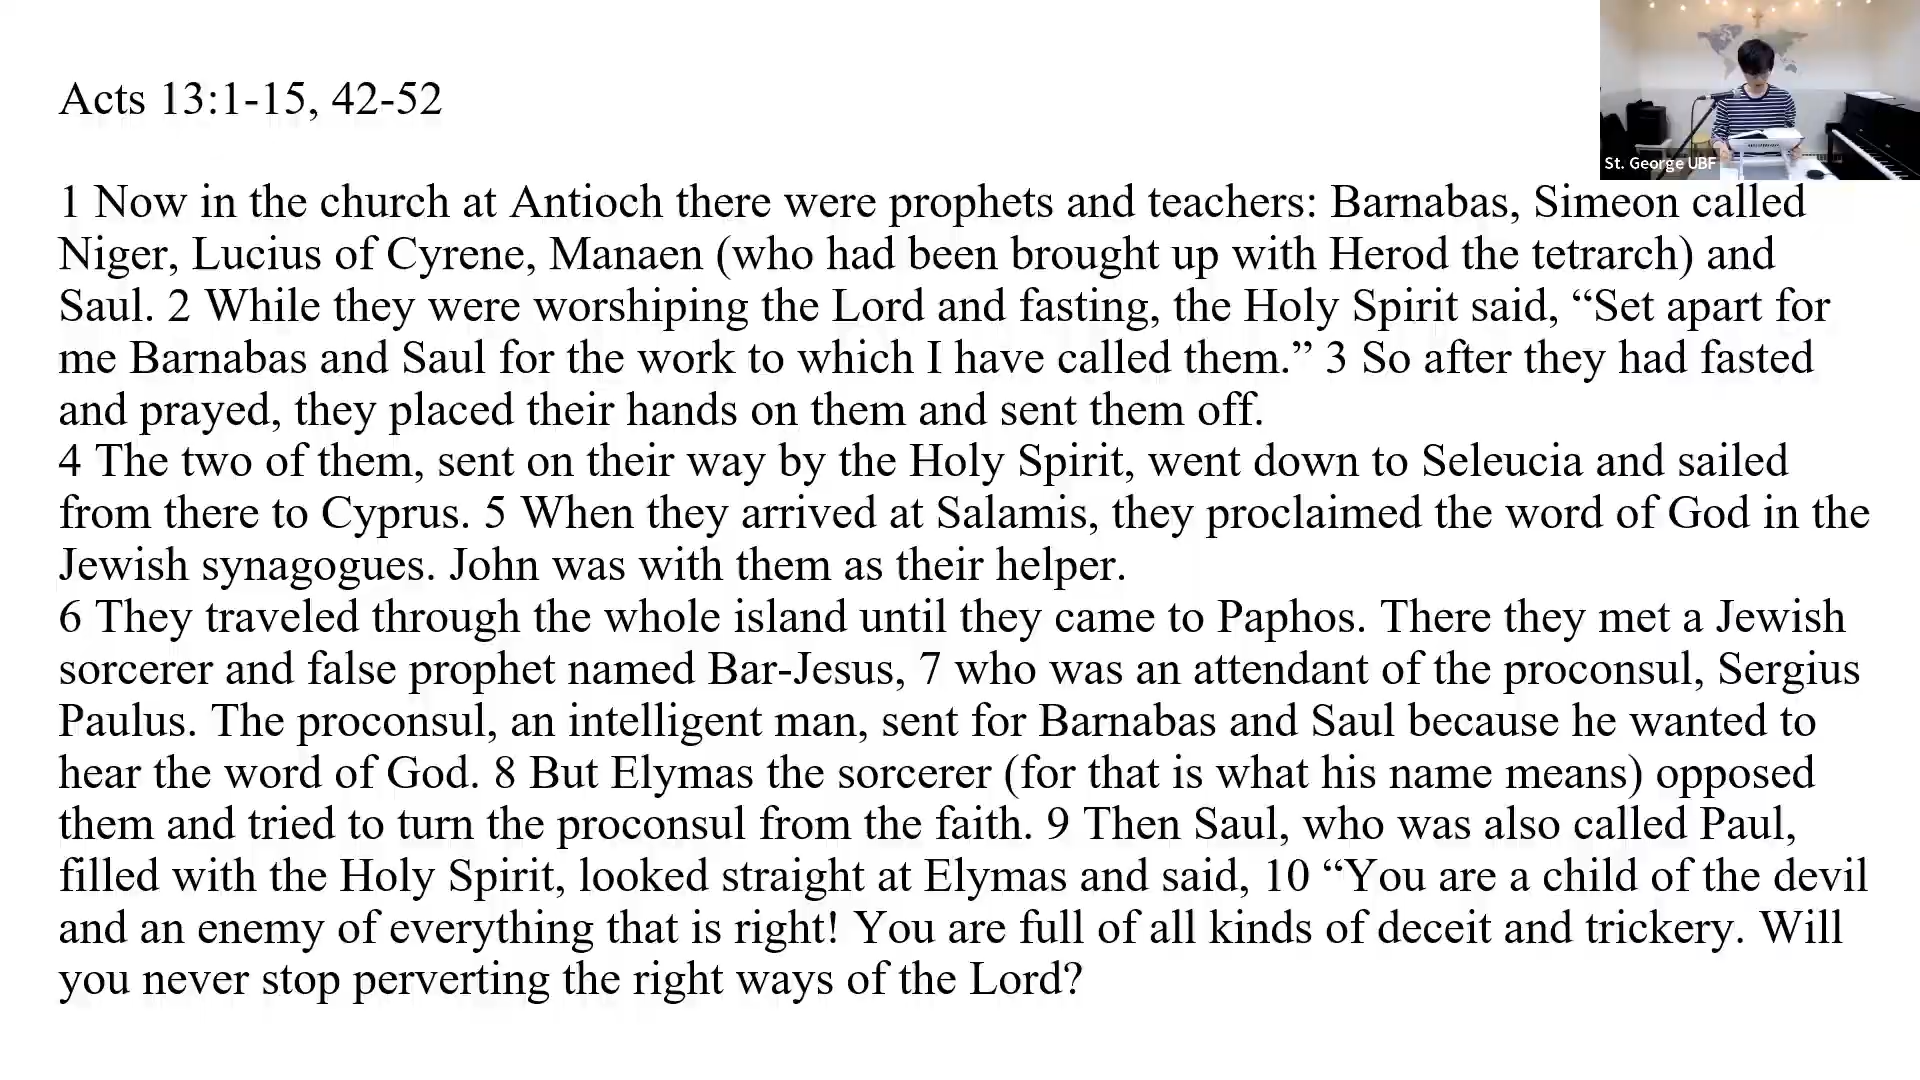 Acts 13:1-15, 42-52
St. George UBF
1 Now in the church at Antioch there were prophets and teachers: Barnabas, Simeon called
Niger, Lucius of Cyrene, Manaen (who had been brought up with Herod the tetrarch) and
Saul. 2 While they were worshiping the Lord and fasting, the Holy Spirit said, “Set apart for
me Barnabas and Saul for the work to which I have called them.” 3 So after they had fasted
and prayed, they placed their hands on them and sent them off.
4 The two of them, sent on their way by the Holy Spirit, went down to Seleucia and sailed
from there to Cyprus. 5 When they arrived at Salamis, they proclaimed the word of God in the
Jewish synagogues. John was with them as their helper.
6 They traveled through the whole island until they came to Paphos. There they met a Jewish
sorcerer and false prophet named Bar-Jesus, 7 who was an attendant of the proconsul, Sergius
Paulus. The proconsul, an intelligent man, sent for Barnabas and Saul because he wanted to
hear the word of God. 8 But Elymas the sorcerer (for that is what his name means) opposed
them and tried to turn the proconsul from the faith. 9 Then Saul, who was also called Paul,
filled with the Holy Spirit, looked straight at Elymas and said, 10 “You are a child of the devil
and an enemy of everything that is right! You are full of all kinds of deceit and trickery. Will
you never stop perverting the right ways of the Lord?